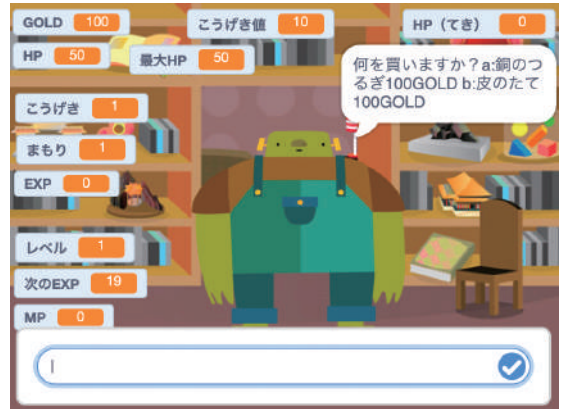 GOLD 100
こうげき値 10
HP（てき） 0
HP 50
最大HP 50
何を買いますか？a:銅のつ
るぎ100GOLD b:皮のたて
100GOLD
こうげき 1
まもり 1
EXP 0
レベル 1
次のEXP 19
MP 0